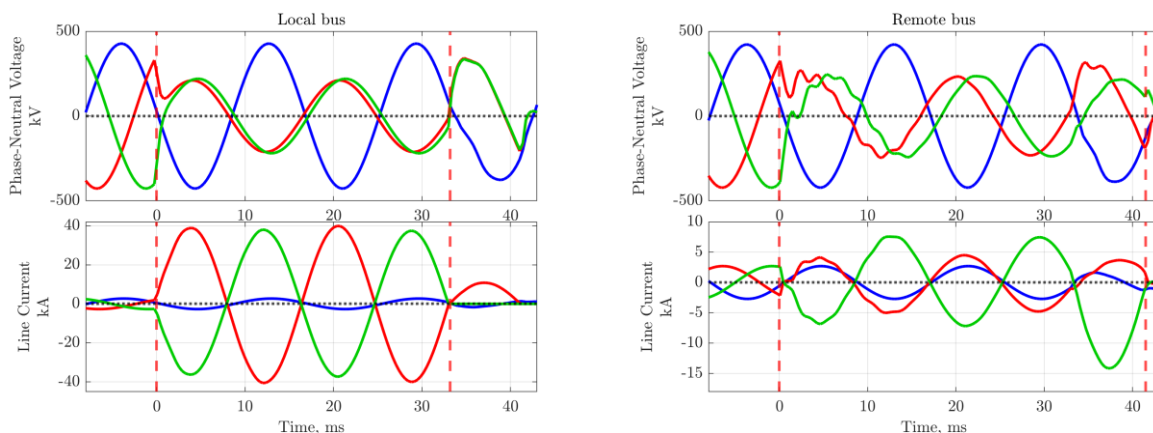 Local bus
Phase-Neutral Voltage
kV
500
0
-500
0 10 20 30 40
Line Current
kA
40
20
0
-20
-40
0 10 20 30 40
Time, ms
Remote bus
Phase-Neutral Voltage
kV
500
0
-500
0 10 20 30 40
Line Current
kA
10
5
0
-5
-10
-15
0 10 20 30 40
Time, ms